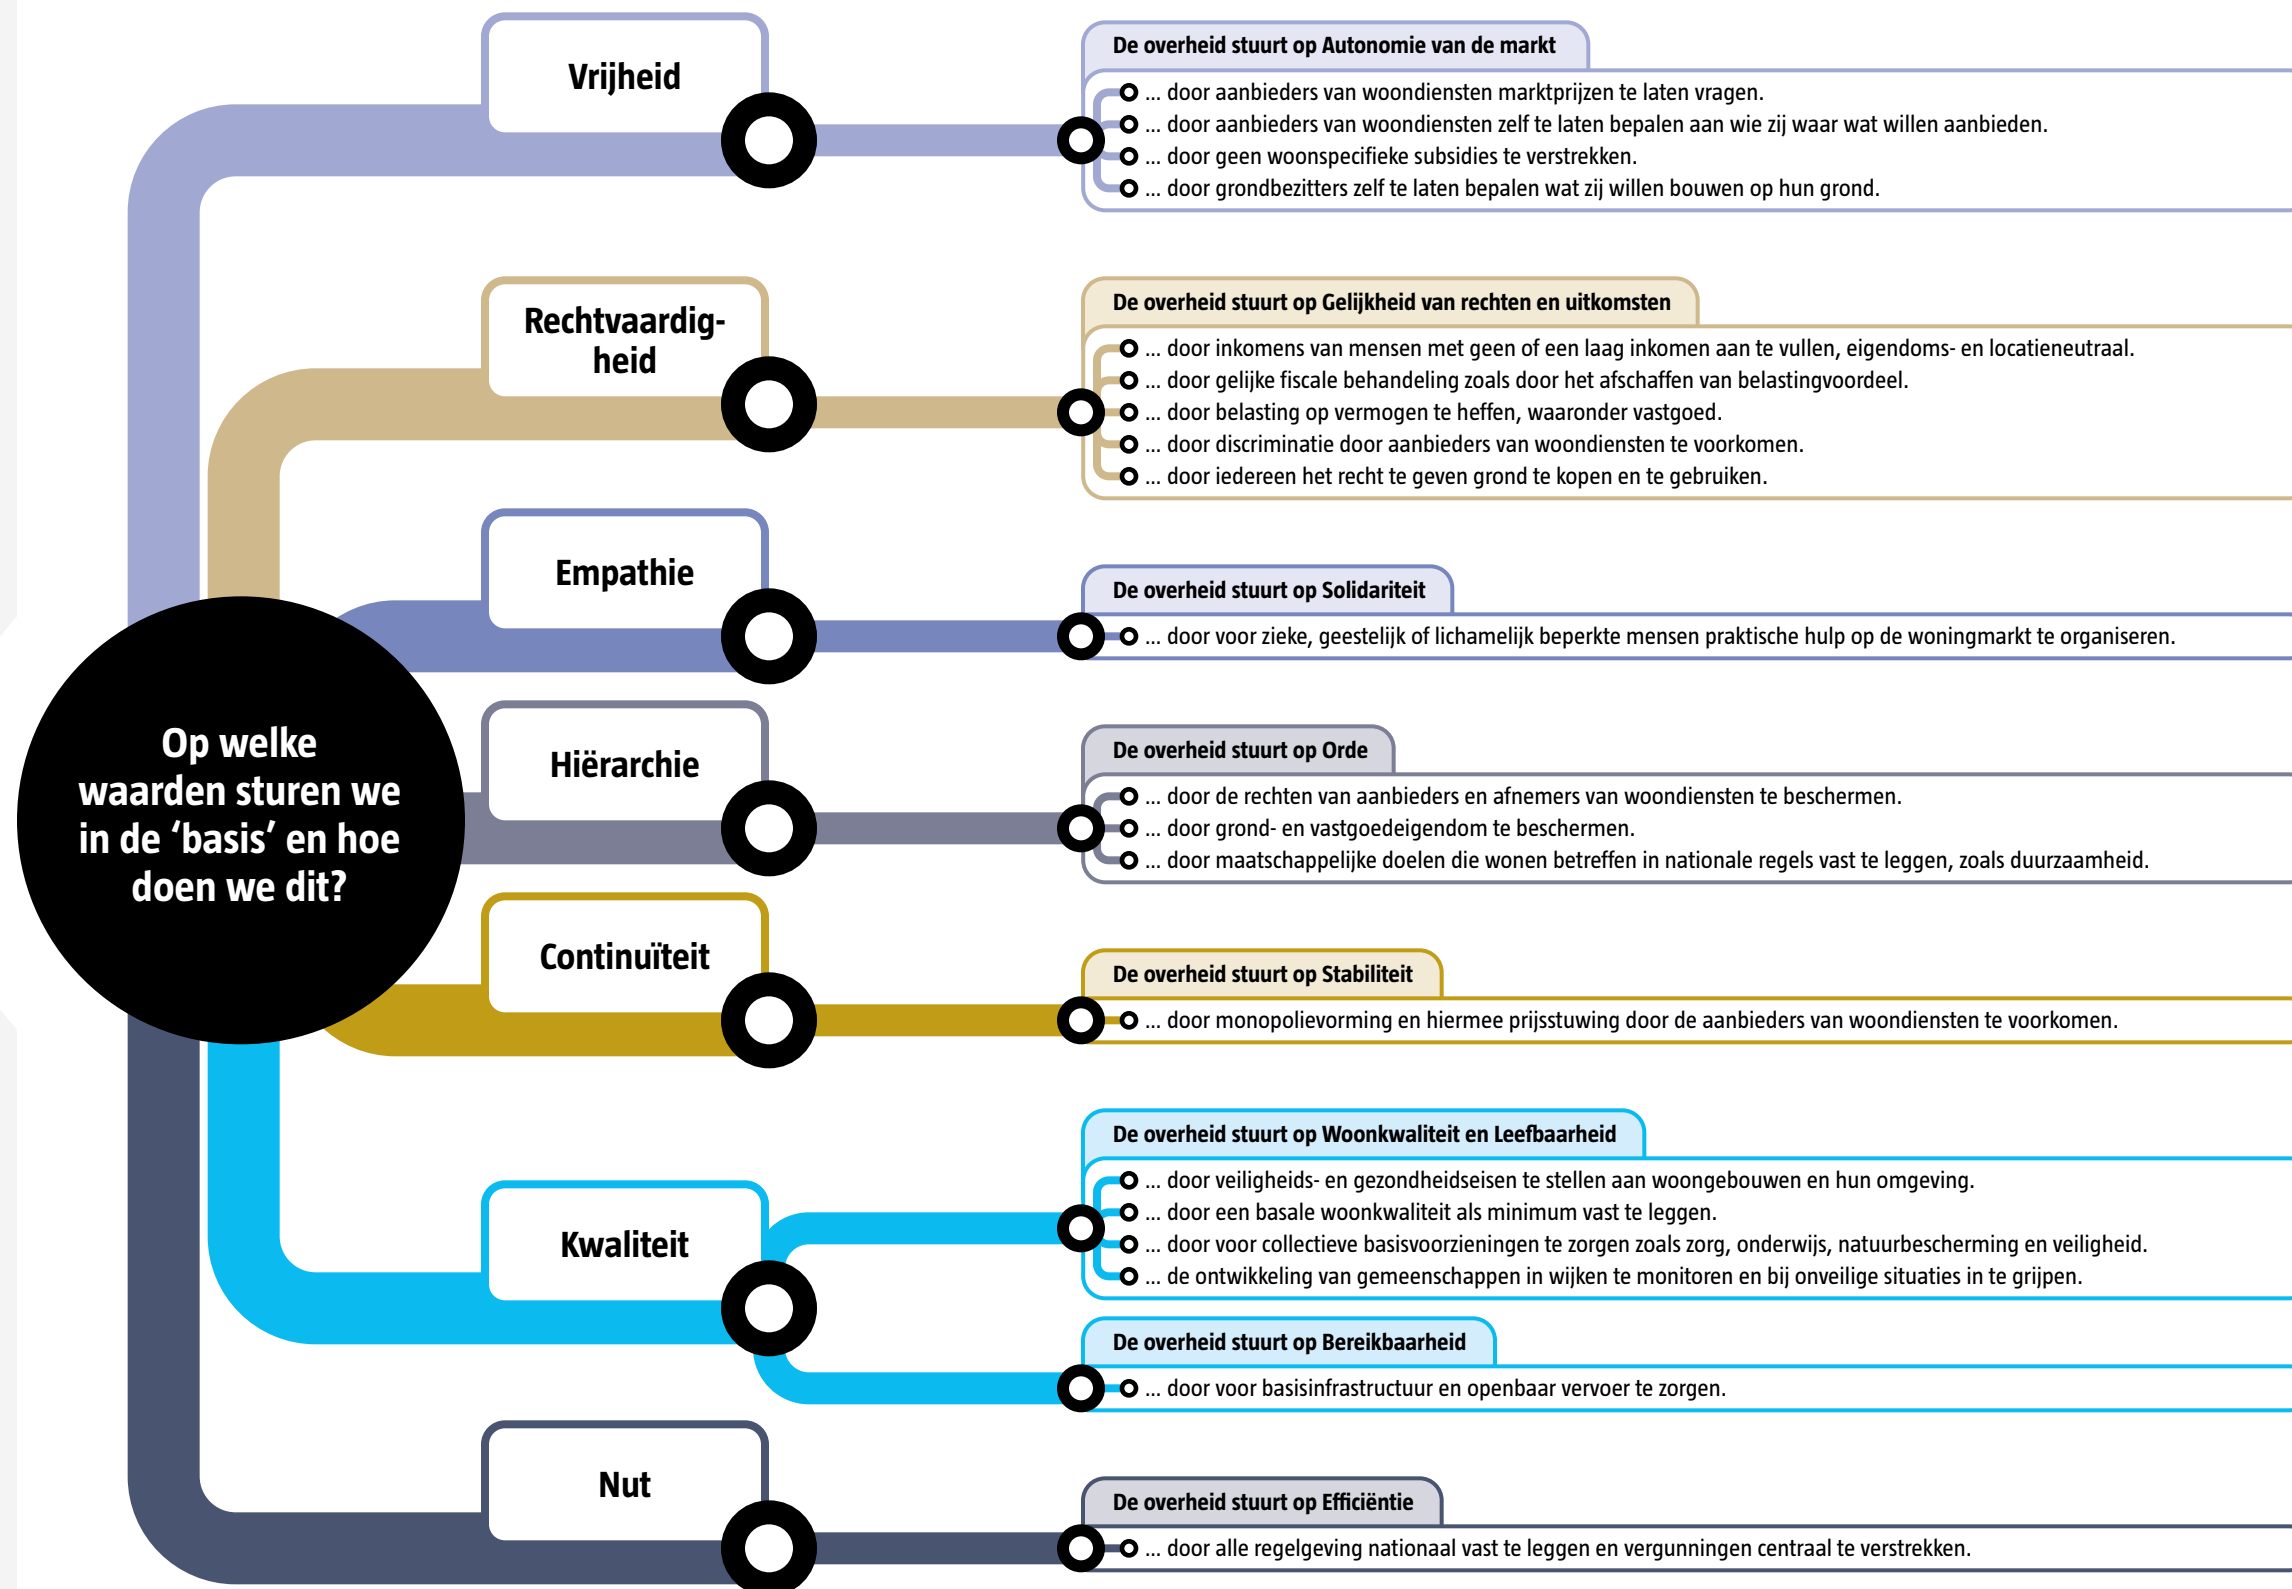 Op welke
waarden sturen we
in de ‘basis’ en hoe
doen we dit?
Vrijheid
De overheid stuurt op Autonomie van de markt
... door aanbieders van woondiensten marktprijzen te laten vragen.
... door aanbieders van woondiensten zelf te laten bepalen aan wie zij waar wat willen aanbieden.
... door geen woonspecifieke subsidies te verstrekken.
... door grondbezitters zelf te laten bepalen wat zij willen bouwen op hun grond.
Rechtvaardig-
heid
De overheid stuurt op Gelijkheid van rechten en uitkomsten
... door inkomens van mensen met geen of een laag inkomen aan te vullen, eigendoms- en locatieneutraal.
... door gelijke fiscale behandeling zoals door het afschaffen van belastingvoordeel.
... door belasting op vermogen te heffen, waaronder vastgoed.
... door discriminatie door aanbieders van woondiensten te voorkomen.
... door iedereen het recht te geven grond te kopen en te gebruiken.
Empathie
De overheid stuurt op Solidariteit
... door voor zieke, geestelijk of lichamelijk beperkte mensen praktische hulp op de woningmarkt te organiseren.
Hiërarchie
De overheid stuurt op Orde
... door de rechten van aanbieders en afnemers van woondiensten te beschermen.
... door grond- en vastgoedeigendom te beschermen.
... door maatschappelijke doelen die wonen betreffen in nationale regels vast te leggen, zoals duurzaamheid.
Continuïteit
De overheid stuurt op Stabiliteit
... door monopolievorming en hiermee prijsstuwing door de aanbieders van woondiensten te voorkomen.
Kwaliteit
De overheid stuurt op Woonkwaliteit en Leefbaarheid
... door veiligheids- en gezondheidseisen te stellen aan woongebouwen en hun omgeving.
... door een basale woonkwaliteit als minimum vast te leggen.
... door voor collectieve basisvoorzieningen te zorgen zoals zorg, onderwijs, natuurbescherming en veiligheid.
... de ontwikkeling van gemeenschappen in wijken te monitoren en bij onveilige situaties in te grijpen.
De overheid stuurt op Bereikbaarheid
... door voor basisinfrastructuur en openbaar vervoer te zorgen.
Nut
De overheid stuurt op Efficiëntie
... door alle regelgeving nationaal vast te leggen en vergunningen centraal te verstrekken.